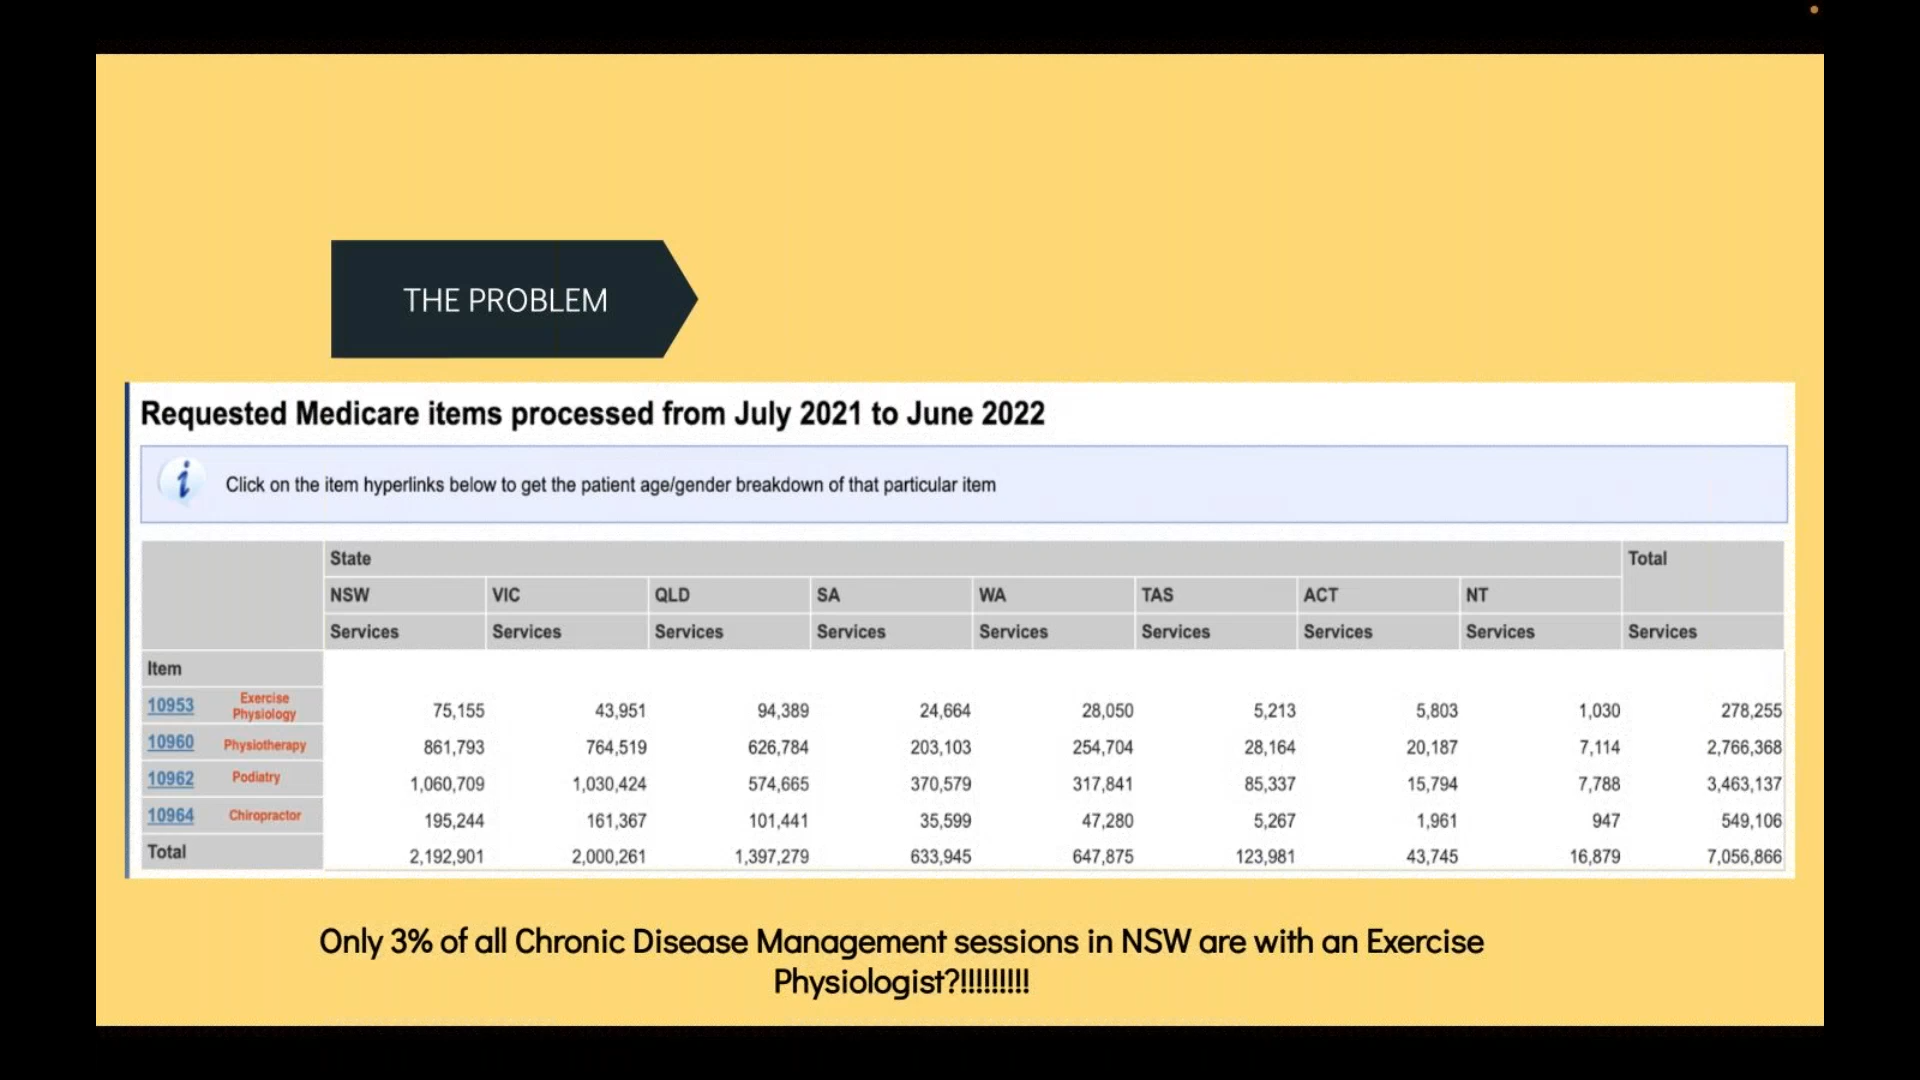 THE PROBLEM
Requested Medicare items processed from July 2021 to June 2022
i Click on the item hyperlinks below to get the patient age/gender breakdown of that particular item
State Total
NSW VIC QLD SA WA TAS ACT NT
Services Services Services Services Services Services Services Services Services
Item
10953 Exercise Physiology 75,155 43,951 94,389 24,664 28,050 5,213 5,803 1,030 278,255
10960 Physiotherapy 861,793 764,519 626,784 203,103 254,704 28,164 20,187 7,114 2,766,368
10962 Podiatry 1,060,709 1,030,424 574,665 370,579 317,841 85,337 15,794 7,788 3,463,137
10964 Chiropractor 195,244 161,367 101,441 35,599 47,280 5,267 1,961 947 549,106
Total 2,192,901 2,000,261 1,397,279 633,945 647,875 123,981 43,745 16,879 7,056,866
Only 3% of all Chronic Disease Management sessions in NSW are with an Exercise
Physiologist?!!!!!!!!!